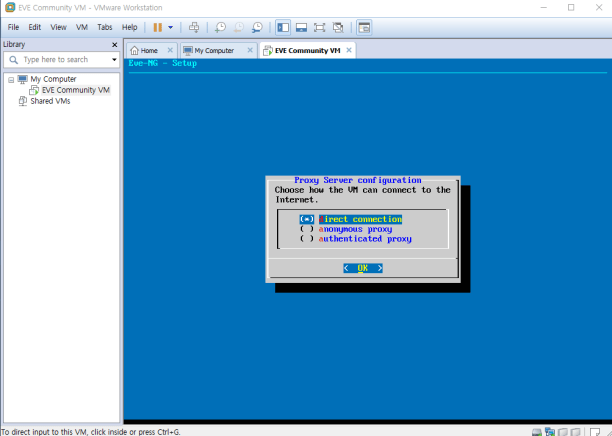 EVE Community VM - VMware Workstation
File Edit View VM Tabs Help
Library
Type here to search
My Computer
EVE Community VM
Shared VMs
Home My Computer EVE Community VM
Eve-NG - Setup
Proxy Server configuration
Choose how the VM can connect to the
Internet.
(*) direct connection
( ) anonymous proxy
( ) authenticated proxy
< OK >
To direct input to this VM, click inside or press Ctrl+G.